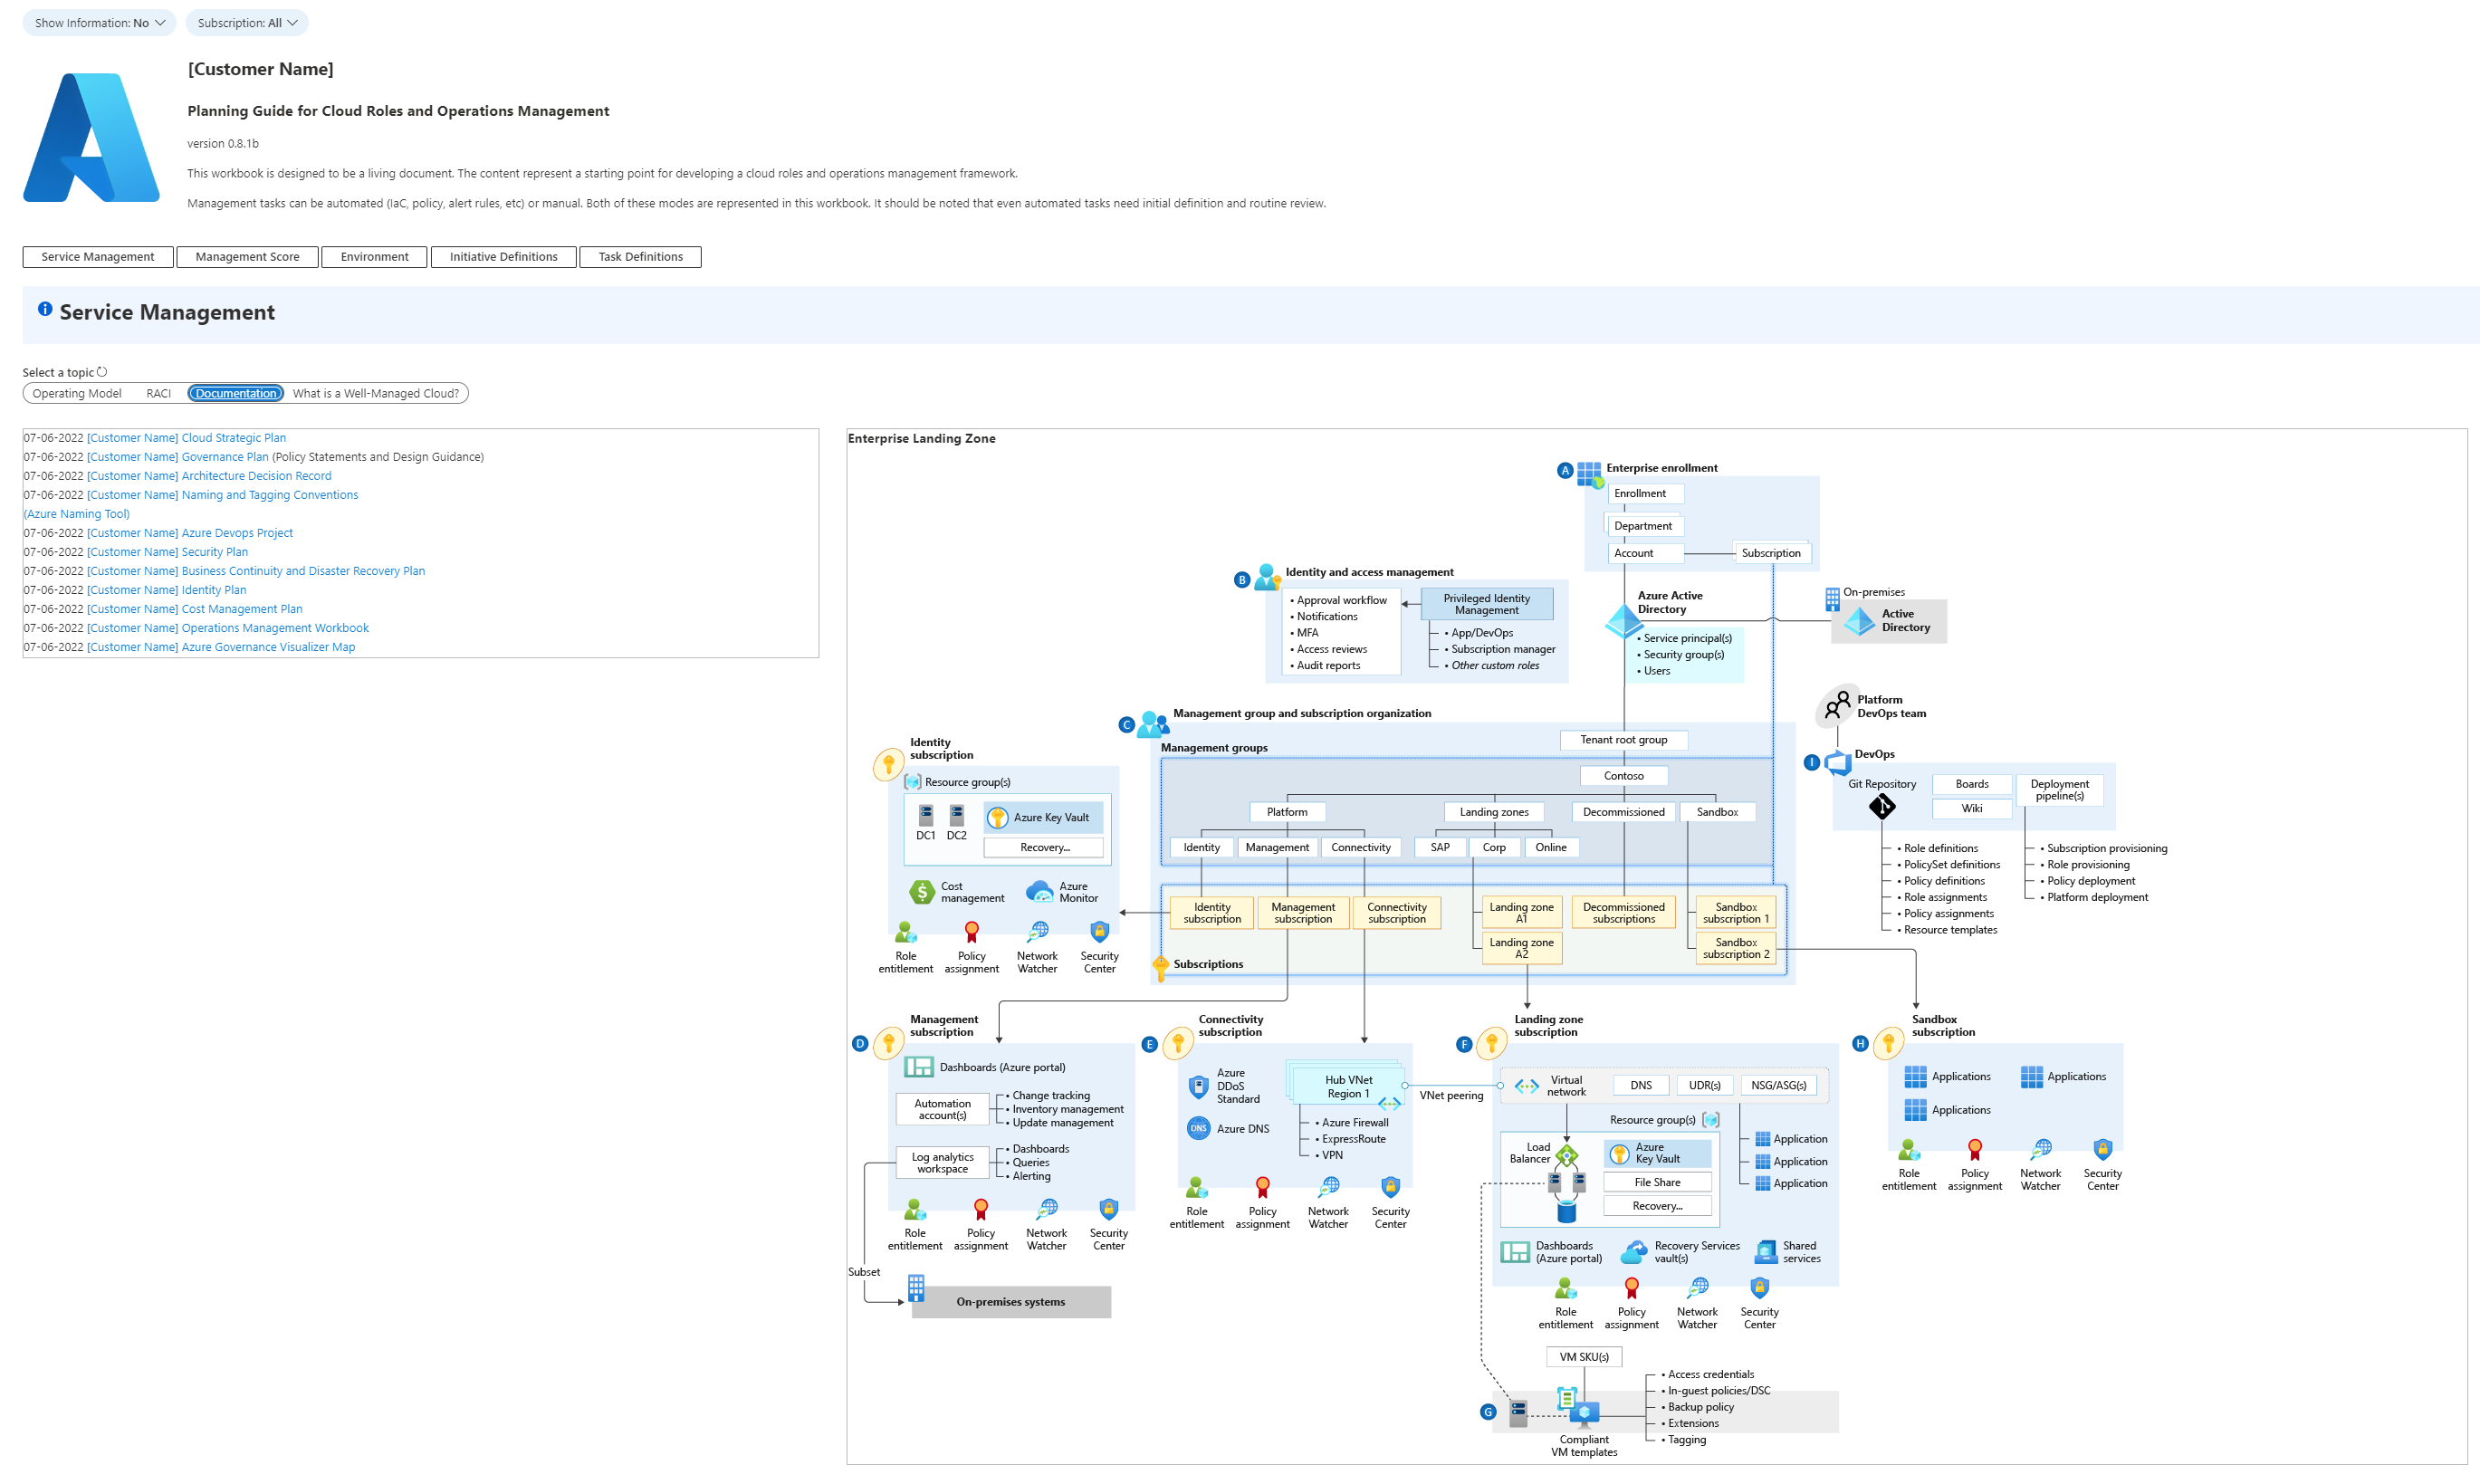 Show Information: No
Subscription: All
[Customer Name]
Planning Guide for Cloud Roles and Operations Management
version 0.8.1b
This workbook is designed to be a living document. The content represent a starting point for developing a cloud roles and operations management framework.
Management tasks can be automated (IaC, policy, alert rules, etc) or manual. Both of these modes are represented in this workbook. It should be noted that even automated tasks need initial definition and routine review.
Service Management
Management Score
Environment
Initiative Definitions
Task Definitions
Service Management
Select a topic
Operating Model
RACI
Documentation
What is a Well-Managed Cloud?
07-06-2022 [Customer Name] Cloud Strategic Plan
07-06-2022 [Customer Name] Governance Plan (Policy Statements and Design Guidance)
07-06-2022 [Customer Name] Architecture Decision Record
07-06-2022 [Customer Name] Naming and Tagging Conventions
(Azure Naming Tool)
07-06-2022 [Customer Name] Azure Devops Project
07-06-2022 [Customer Name] Security Plan
07-06-2022 [Customer Name] Business Continuity and Disaster Recovery Plan
07-06-2022 [Customer Name] Identity Plan
07-06-2022 [Customer Name] Cost Management Plan
07-06-2022 [Customer Name] Operations Management Workbook
07-06-2022 [Customer Name] Azure Governance Visualizer Map
Enterprise Landing Zone
A
Enterprise enrollment
Enrollment
Department
Account
Subscription
B
Identity and access management
• Approval workflow
• Notifications
• MFA
• Access reviews
• Audit reports
Privileged Identity
Management
• App/DevOps
• Subscription manager
• Other custom roles
Azure Active
Directory
• Service principal(s)
• Security group(s)
• Users
On-premises
Active
Directory
Platform
DevOps team
I
DevOps
Git Repository
Boards
Wiki
Deployment
pipeline(s)
• Role definitions
• PolicySet definitions
• Policy definitions
• Role assignments
• Policy assignments
• Resource templates
• Subscription provisioning
• Role provisioning
• Policy deployment
• Platform deployment
C
Management group and subscription organization
Management groups
Tenant root group
Contoso
Platform
Landing zones
Decommissioned
Sandbox
Identity
Management
Connectivity
SAP
Corp
Online
Identity
subscription
Management
subscription
Connectivity
subscription
Landing zone
A1
Landing zone
A2
Decommissioned
subscriptions
Sandbox
subscription 1
Sandbox
subscription 2
Subscriptions
Identity
subscription
Resource group(s)
DC1
DC2
Azure Key Vault
Recovery...
Cost
management
Azure
Monitor
Role
entitlement
Policy
assignment
Network
Watcher
Security
Center
D
Management
subscription
Dashboards (Azure portal)
Automation
account(s)
• Change tracking
• Inventory management
• Update management
Log analytics
workspace
• Dashboards
• Queries
• Alerting
Role
entitlement
Policy
assignment
Network
Watcher
Security
Center
Subset
On-premises systems
E
Connectivity
subscription
Azure
DDoS
Standard
DNS
Azure DNS
Hub VNet
Region 1
• Azure Firewall
• ExpressRoute
• VPN
Role
entitlement
Policy
assignment
Network
Watcher
Security
Center
VNet peering
F
Landing zone
subscription
Virtual
network
DNS
UDR(s)
NSG/ASG(s)
Resource group(s)
Load
Balancer
Azure
Key Vault
File Share
Recovery...
Application
Application
Application
Dashboards
(Azure portal)
Recovery Services
vault(s)
Shared
services
Role
entitlement
Policy
assignment
Network
Watcher
Security
Center
H
Sandbox
subscription
Applications
Applications
Applications
Role
entitlement
Policy
assignment
Network
Watcher
Security
Center
G
VM SKU(s)
Compliant
VM templates
• Access credentials
• In-guest policies/DSC
• Backup policy
• Extensions
• Tagging